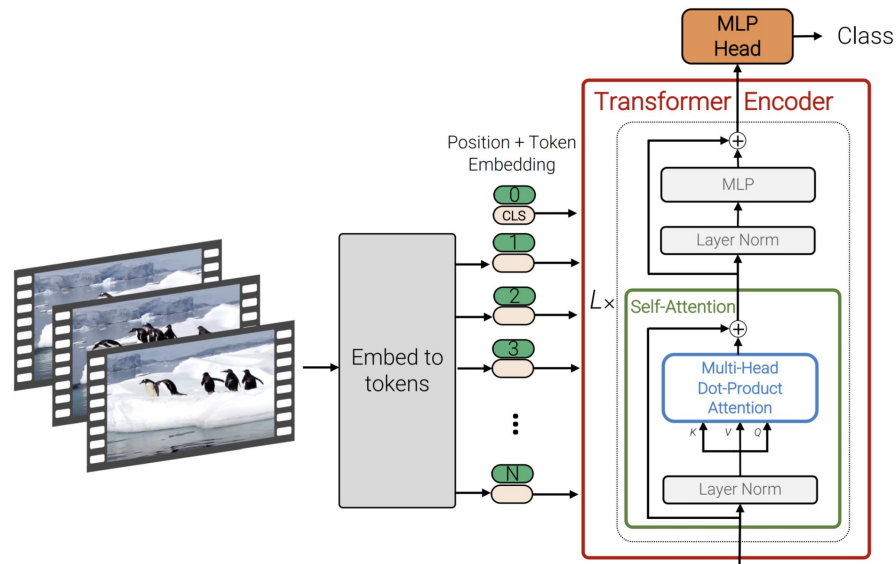 MLP
Head
Class
Transformer Encoder
Position + Token
Embedding
0
CLS
1
2
3
N
Embed to
tokens
L×
MLP
Layer Norm
Self-Attention
Multi-Head
Dot-Product
Attention
K V Q
Layer Norm